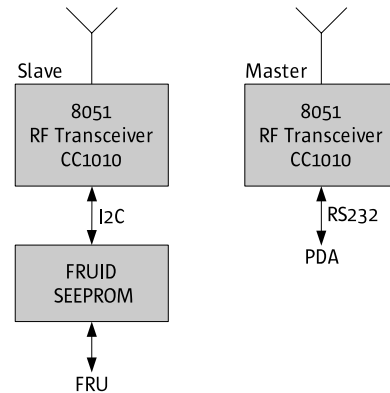 Slave
8051
RF Transceiver
CC1010
I2C
FRUID
SEEPROM
FRU
Master
8051
RF Transceiver
CC1010
RS232
PDA